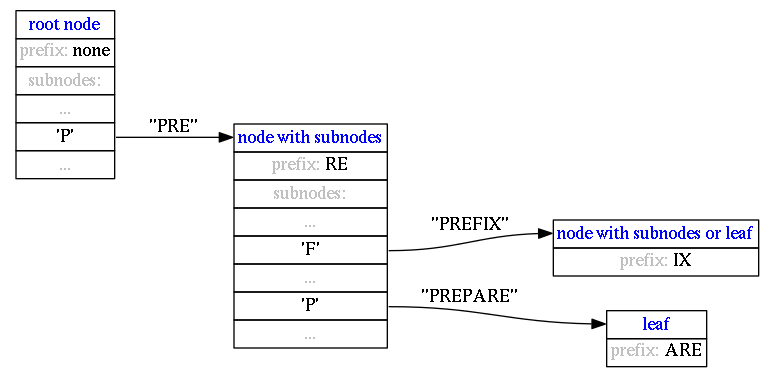 root node
prefix: none
subnodes:
...
'P'
...
"PRE"
node with subnodes
prefix: RE
subnodes:
...
'F'
...
'P'
...
"PREFIX"
node with subnodes or leaf
prefix: IX
"PREPARE"
leaf
prefix: ARE